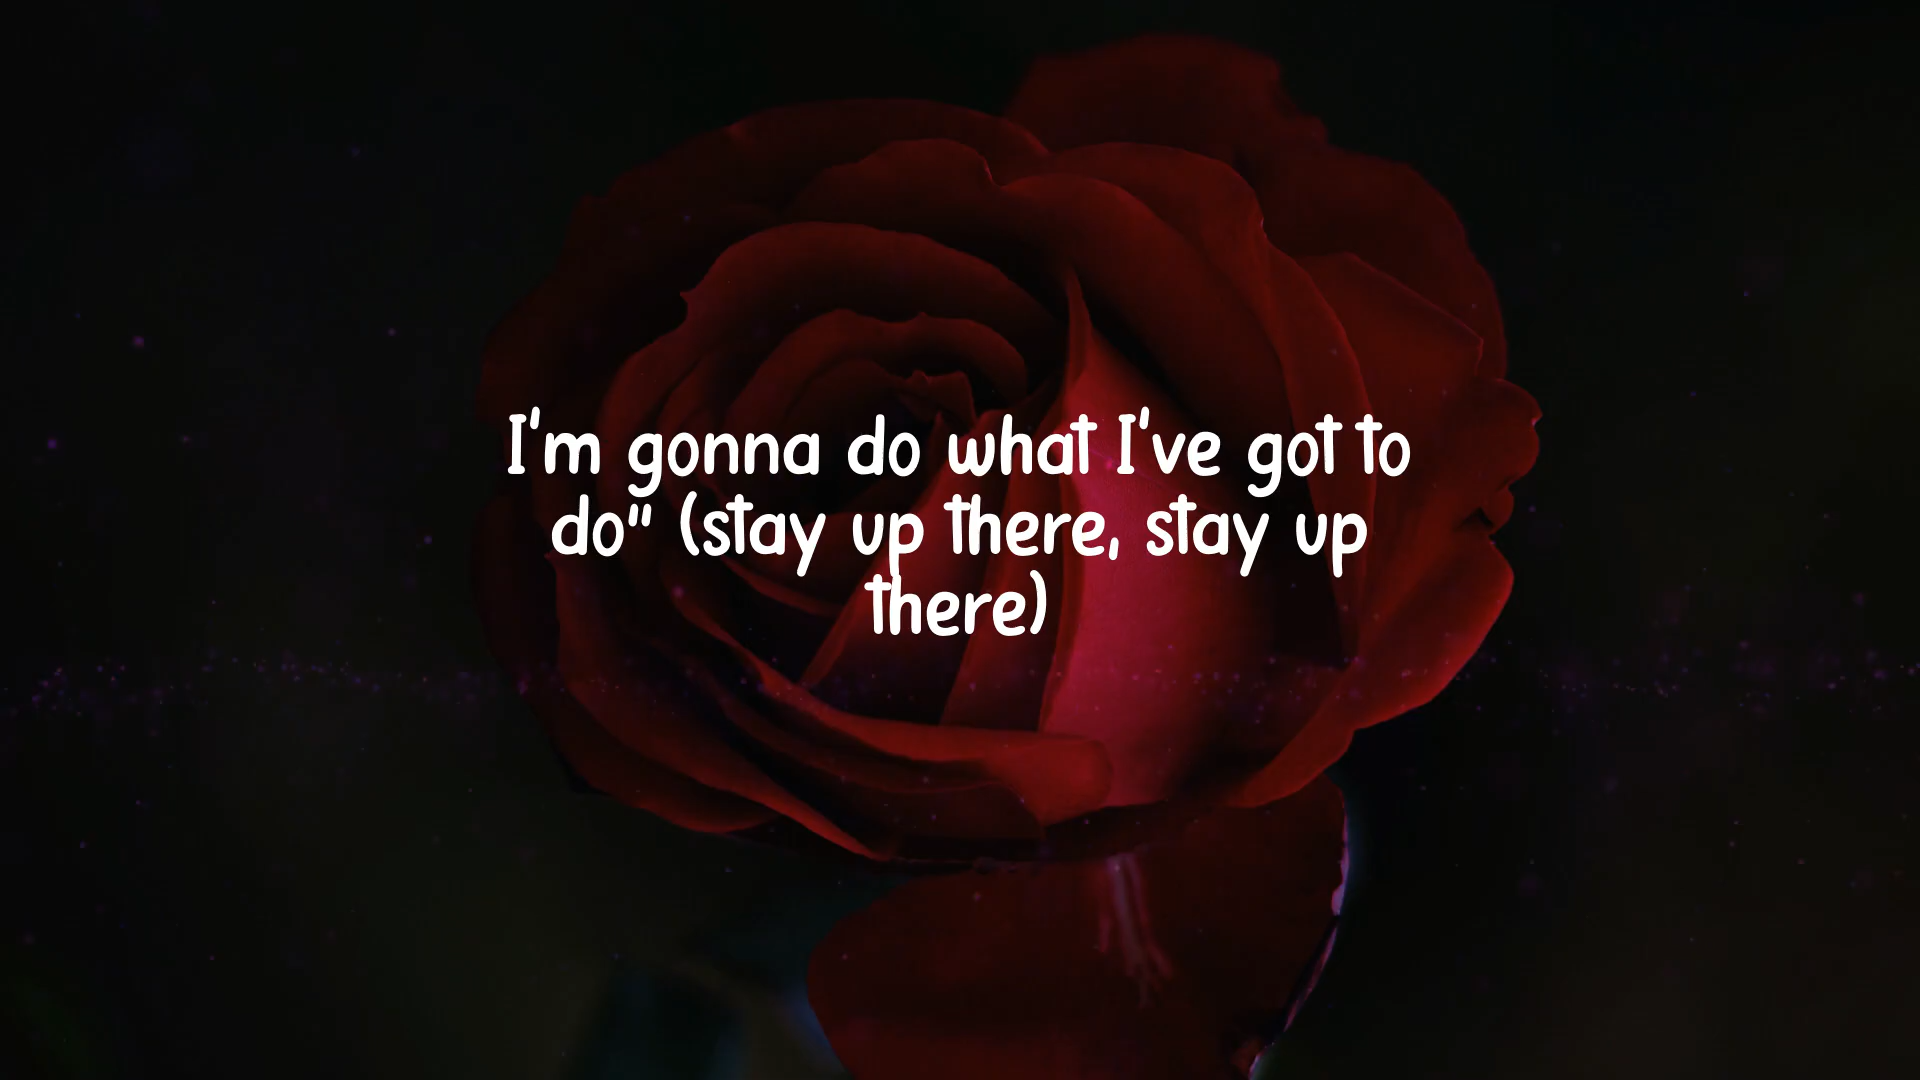 I'm gonna do what I've got to
do" (stay up there, stay up
there)